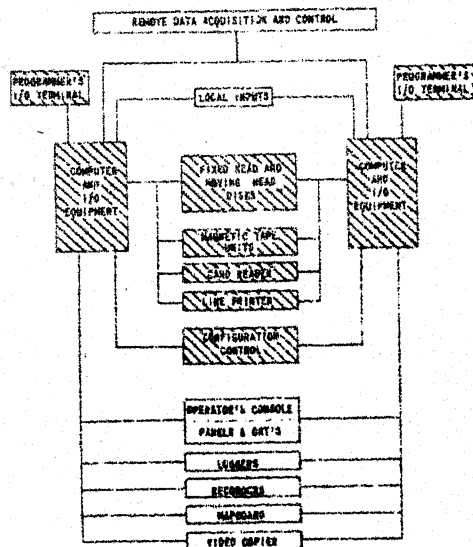 REMOTE DATA ACQUISITION AND CONTROL
PROGRAMMER'S
I/O TERMINAL
PROGRAMMER'S
I/O TERMINAL
LOCAL INPUTS
COMPUTER
AND
I/O
EQUIPMENT
FIXED HEAD AND
MOVING HEAD
DISCS
COMPUTER
AND
I/O
EQUIPMENT
MAGNETIC TAPE
UNITS
CARD READER
LINE PRINTER
CONFIGURATION
CONTROL
OPERATOR'S CONSOLE
PANELS & CRT'S
LOGGERS
RECORDERS
MAPBOARD
VIDEO COPIER